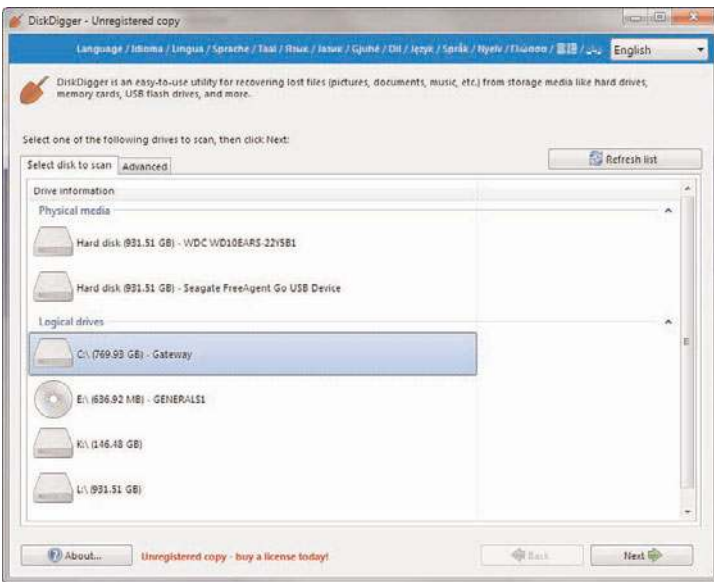 DiskDigger - Unregistered copy
Language / Idioma / Lingua / Sprache / Taal / Язык / Јазик / Gjuhë / Dil / Język / Språk / Nyelv / Γλώσσα / 言語 / زبان
English
DiskDigger is an easy-to-use utility for recovering lost files (pictures, documents, music, etc.) from storage media like hard drives,
memory cards, USB flash drives, and more.
Select one of the following drives to scan, then click Next:
Select disk to scan
Advanced
Refresh list
Drive information
Physical media
Hard disk (931.51 GB) - WDC WD10EARS-22Y5B1
Hard disk (931.51 GB) - Seagate FreeAgent Go USB Device
Logical drives
C:\ (769.93 GB) - Gateway
E:\ (636.92 MB) - GENERALS1
K:\ (146.48 GB)
L:\ (931.51 GB)
About...
Unregistered copy - buy a license today!
Back
Next